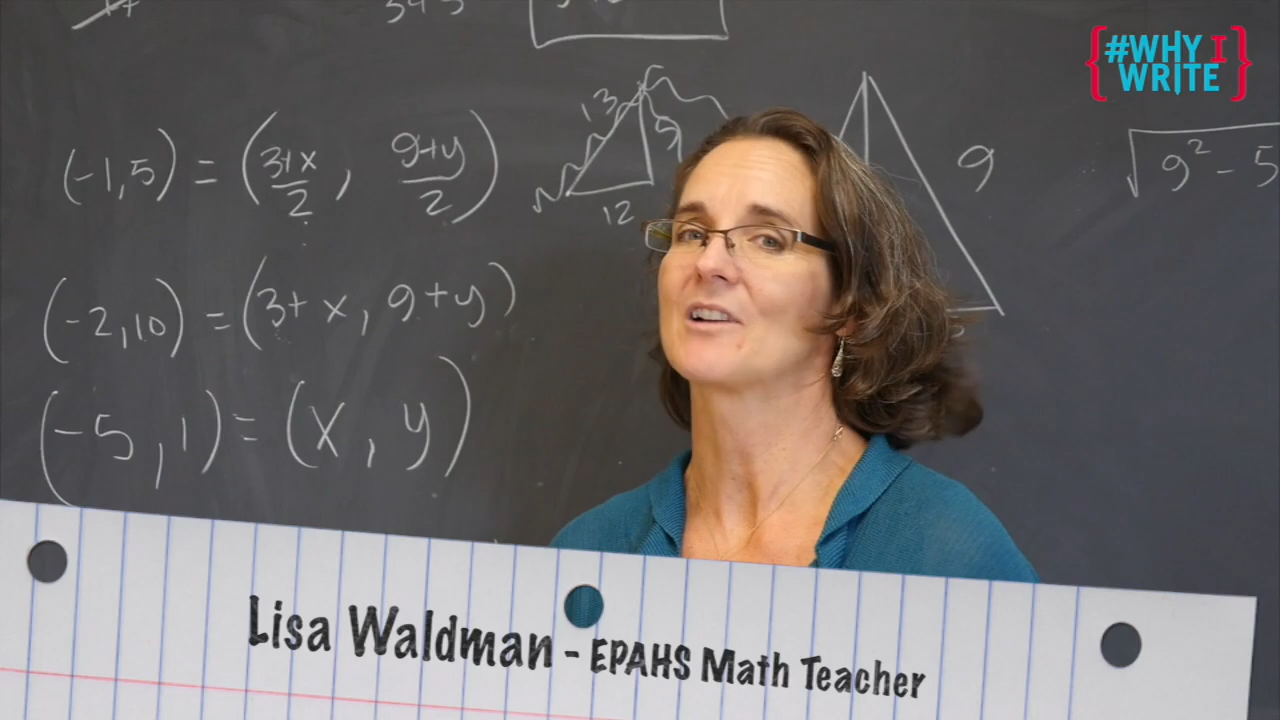 {#WHY I
WRITE}
(-1,5) = (3+x/2, 9+y/2)
13
5
12
9
√9² - 5
(-2,10) = (3+ x, 9+y)
(-5,1) = (x, y)
Lisa Waldman - EPAHS Math Teacher